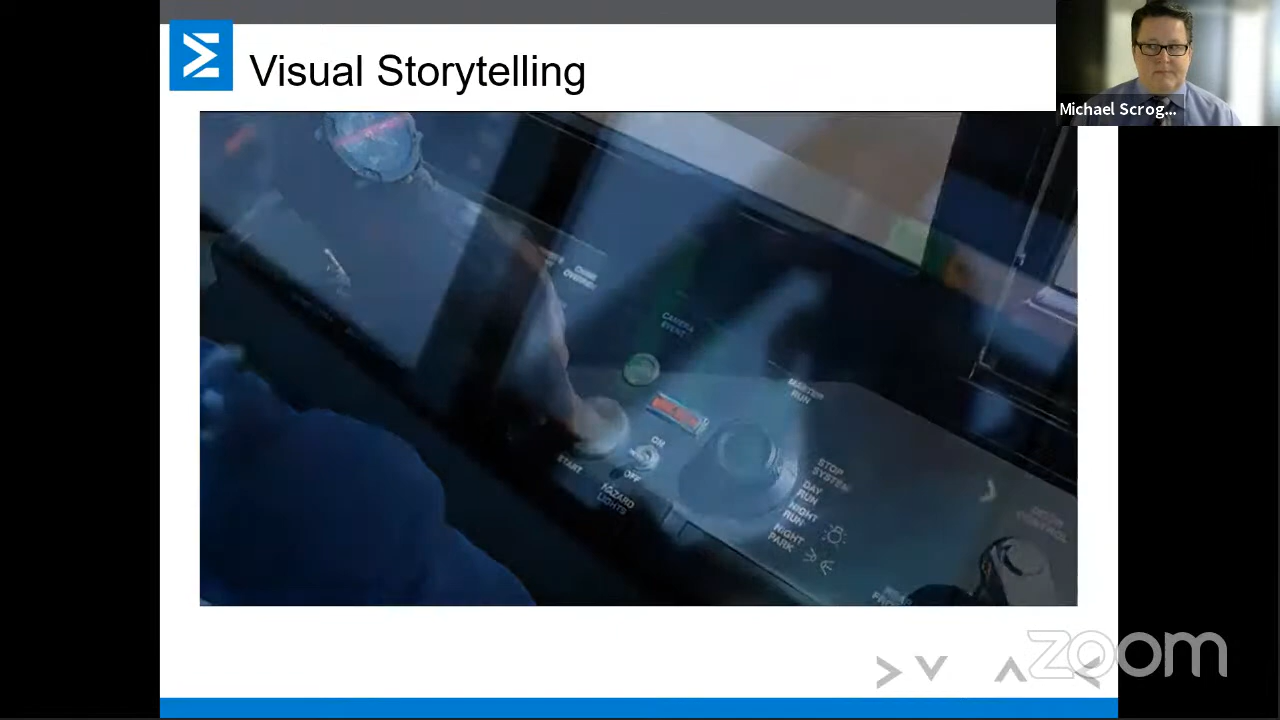 Visual Storytelling
Michael Scrog...
CAMERA
EVENT
MASTER
RUN
ON
OFF
START
HAZARD
LIGHTS
STOP
SYSTEM
DAY
RUN
NIGHT
RUN
NIGHT
PARK
zoom